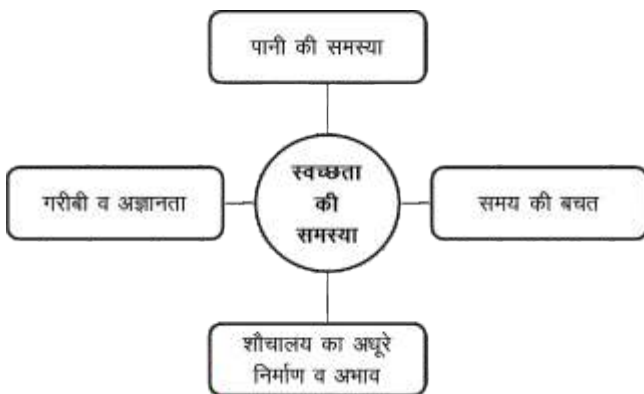 पानी की समस्या
गरीबी व अज्ञानता
स्वच्छता
की
समस्या
समय की बचत
शौचालय का अधूरे
निर्माण व अभाव